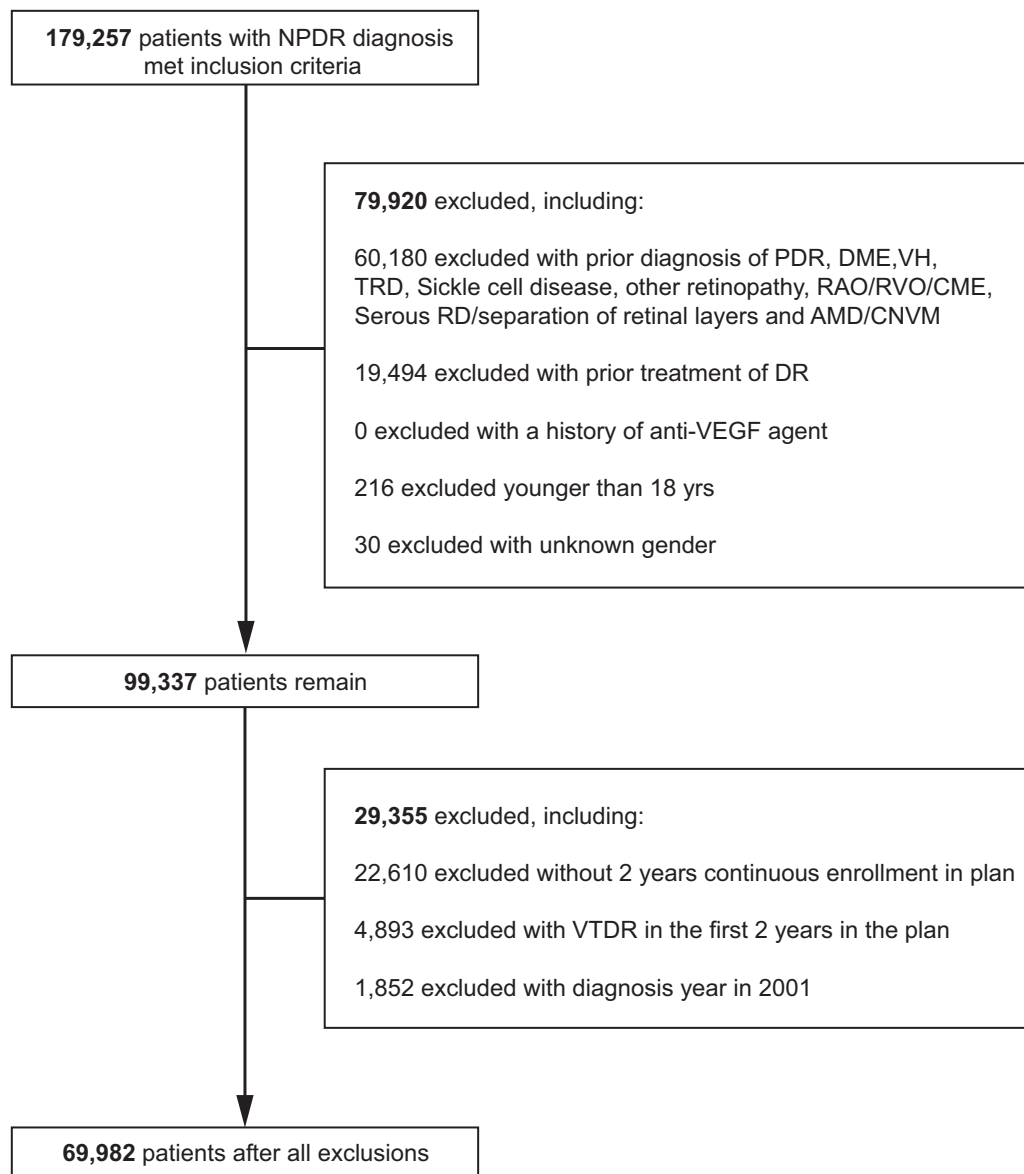 179,257 patients with NPDR diagnosis
met inclusion criteria
79,920 excluded, including:
60,180 excluded with prior diagnosis of PDR, DME,VH,
TRD, Sickle cell disease, other retinopathy, RAO/RVO/CME,
Serous RD/separation of retinal layers and AMD/CNVM
19,494 excluded with prior treatment of DR
0 excluded with a history of anti-VEGF agent
216 excluded younger than 18 yrs
30 excluded with unknown gender
99,337 patients remain
29,355 excluded, including:
22,610 excluded without 2 years continuous enrollment in plan
4,893 excluded with VTDR in the first 2 years in the plan
1,852 excluded with diagnosis year in 2001
69,982 patients after all exclusions